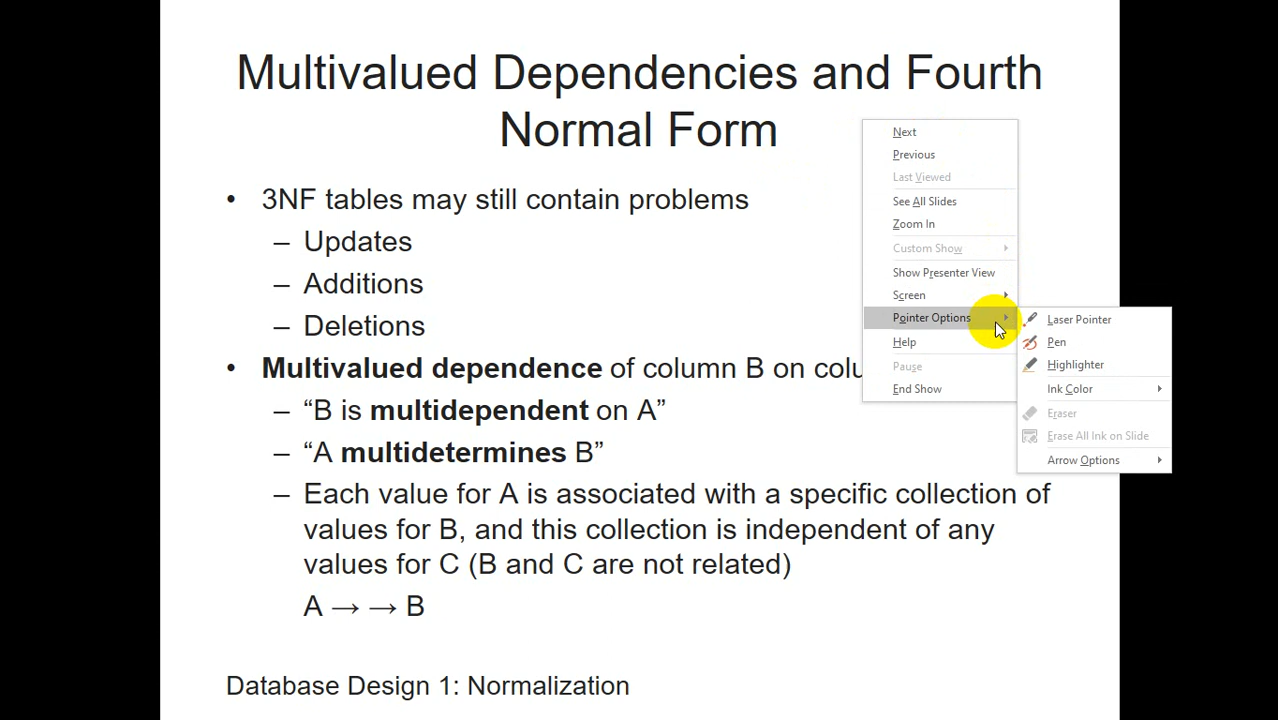 Multivalued Dependencies and Fourth
Normal Form
• 3NF tables may still contain problems
– Updates
– Additions
– Deletions
• Multivalued dependence of column B on colu
– “B is multidependent on A”
– “A multidetermines B”
– Each value for A is associated with a specific collection of
values for B, and this collection is independent of any
values for C (B and C are not related)
A → → B
Database Design 1: Normalization
Next
Previous
Last Viewed
See All Slides
Zoom In
Custom Show
Show Presenter View
Screen
Pointer Options
Help
Pause
End Show
Laser Pointer
Pen
Highlighter
Ink Color
Eraser
Erase All Ink on Slide
Arrow Options